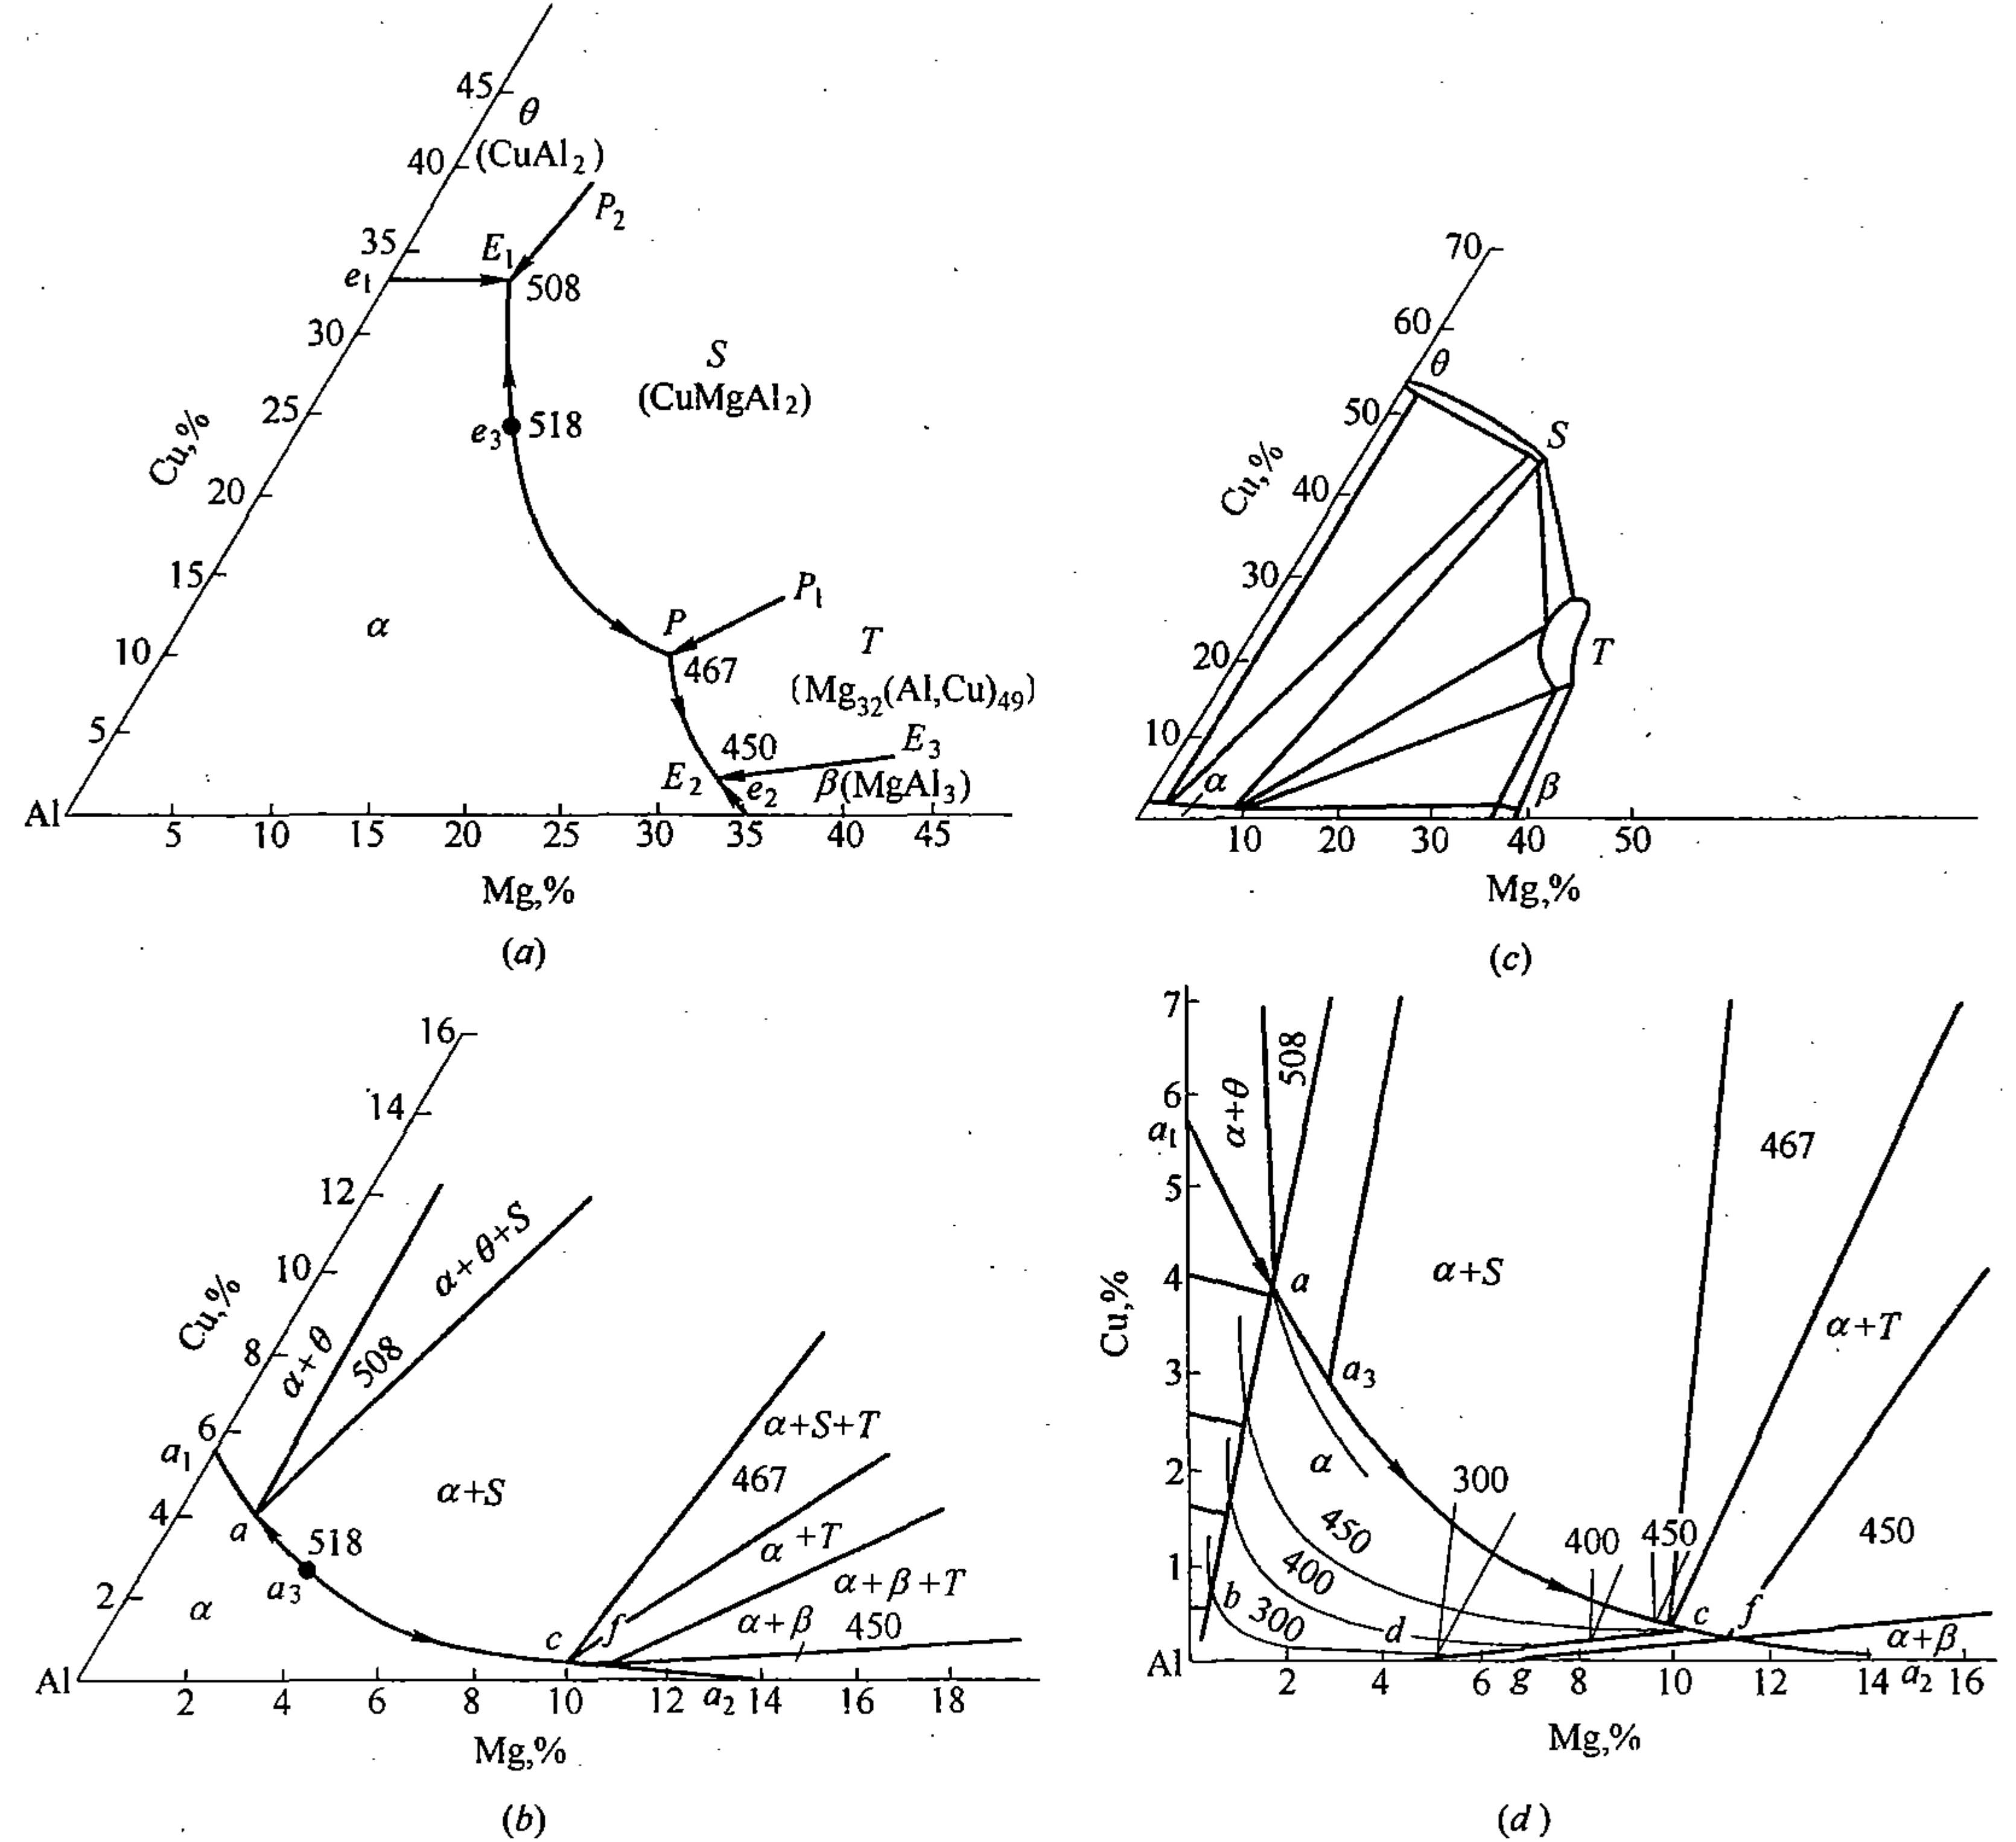 45
θ
(CuAl₂)
40
P₂
35
E₁
e₁
508
30
S
(CuMgAl₂)
25
e₃
518
Cu,%
20
15
P₁
P
α
T
10
467
(Mg₃₂(Al,Cu)₄₉)
5
450
E₃
E₂
e₂
β(MgAl₃)
Al
5 10 15 20 25 30 35 40 45
Mg,%
(a)
70
60
θ
50
S
Cu,%
40
30
20
T
10
α
β
10 20 30 40 50
Mg,%
(c)
16
14
12
α+θ+S
10
Cu,%
8
α+θ
508
6
a₁
α+S+T
467
α+S
4
a
518
α+T
a₃
α+β+T
2
α
c
f
α+β
450
Al
2 4 6 8 10 12 a₂ 14 16 18
Mg,%
(b)
7
508
α+θ
6
a₁
467
5
4
a
α+S
Cu,%
α+T
3
a₃
2
α
300
450
400
450
450
1
400
b
300
d
c
f
α+β
Al
2 4 6 g 8 10 12 14 a₂ 16
Mg,%
(d)